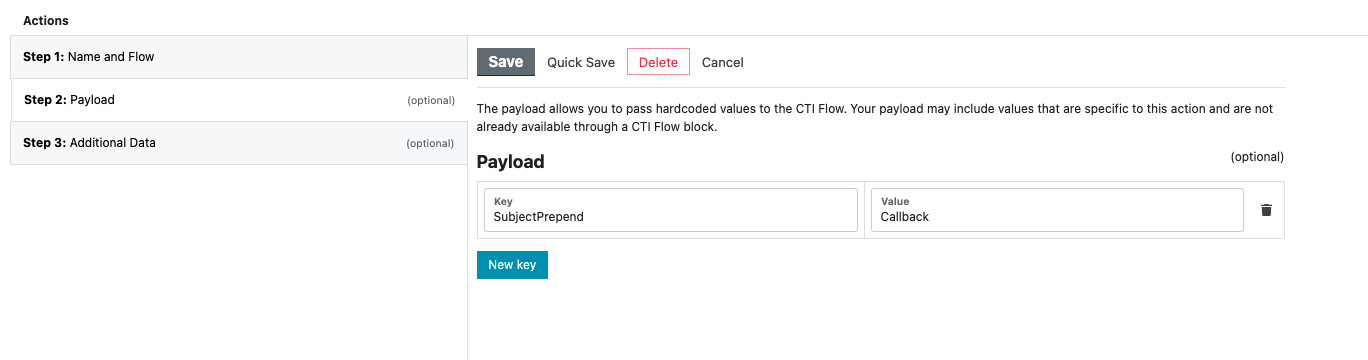 Actions
Step 1: Name and Flow
Step 2: Payload (optional)
Step 3: Additional Data (optional)
Save Quick Save Delete Cancel
The payload allows you to pass hardcoded values to the CTI Flow. Your payload may include values that are specific to this action and are not
already available through a CTI Flow block.
Payload (optional)
Key Value
SubjectPrepend Callback
New key